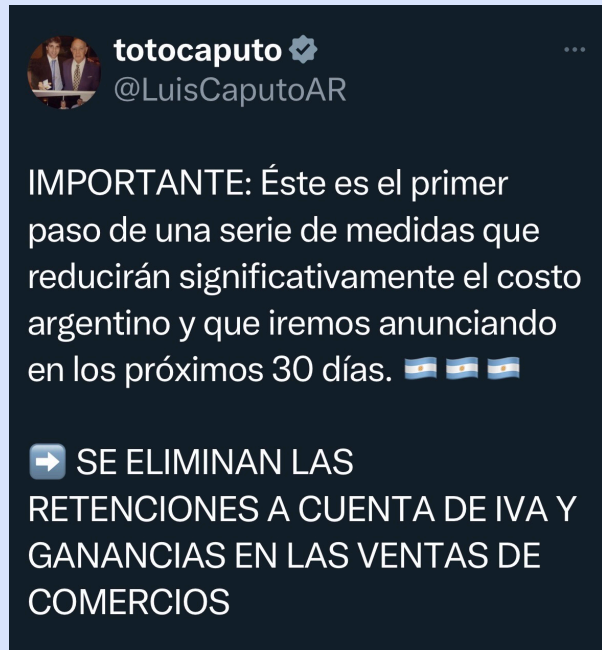 totocaputo
@LuisCaputoAR
IMPORTANTE: Éste es el primer
paso de una serie de medidas que
reducirán significativamente el costo
argentino y que iremos anunciando
en los próximos 30 días. 🇦🇷 🇦🇷 🇦🇷
➡️ SE ELIMINAN LAS
RETENCIONES A CUENTA DE IVA Y
GANANCIAS EN LAS VENTAS DE
COMERCIOS